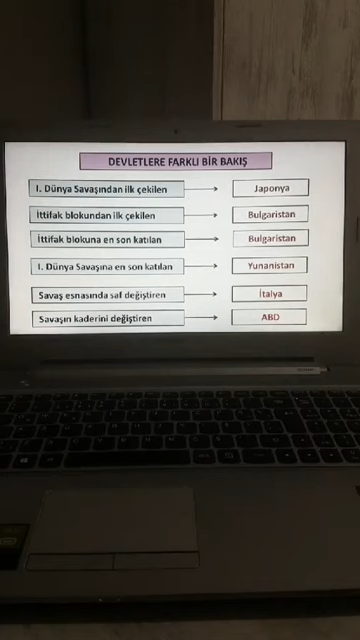 DEVLETLERE FARKLI BİR BAKIŞ
I. Dünya Savaşından ilk çekilen
Japonya
İttifak blokundan ilk çekilen
Bulgaristan
İttifak blokuna en son katılan
Bulgaristan
I. Dünya Savaşına en son katılan
Yunanistan
Savaş esnasında saf değiştiren
İtalya
Savaşın kaderini değiştiren
ABD